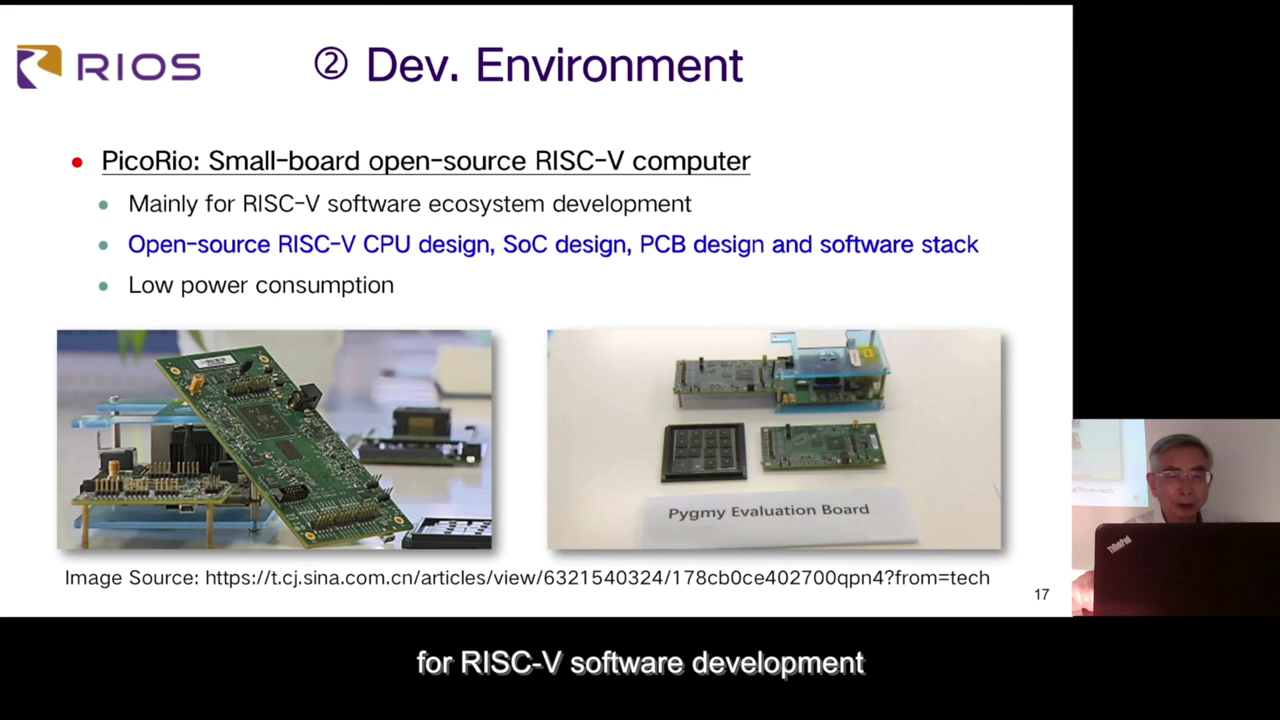 RIOS
② Dev. Environment
• PicoRio: Small-board open-source RISC-V computer
• Mainly for RISC-V software ecosystem development
• Open-source RISC-V CPU design, SoC design, PCB design and software stack
• Low power consumption
Pygmy Evaluation Board
Image Source: https://t.cj.sina.com.cn/articles/view/6321540324/178cb0ce402700qpn4?from=tech
17
ThinkPad
for RISC-V software development